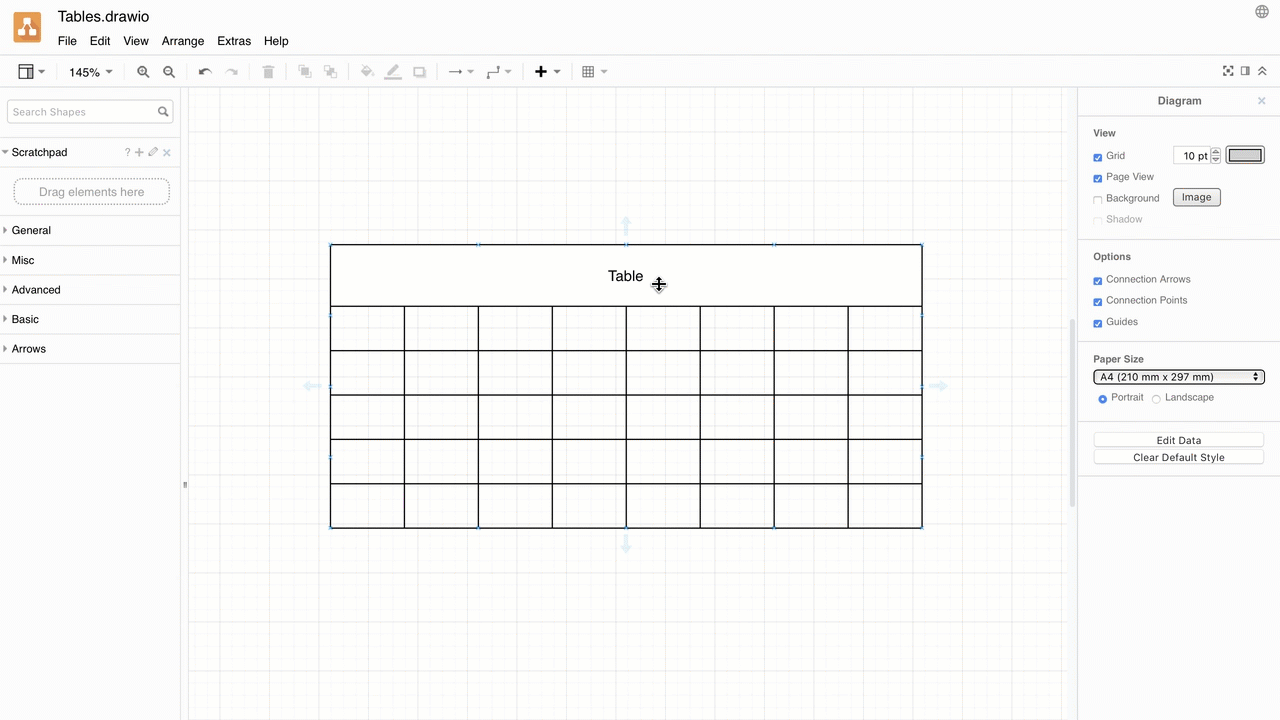 Tables.drawio
File Edit View Arrange Extras Help
145%
Search Shapes
Scratchpad ? +
Drag elements here
General
Misc
Advanced
Basic
Arrows
Table
Diagram
View
Grid 10 pt
Page View
Background Image
Shadow
Options
Connection Arrows
Connection Points
Guides
Paper Size
A4 (210 mm x 297 mm)
Portrait Landscape
Edit Data
Clear Default Style